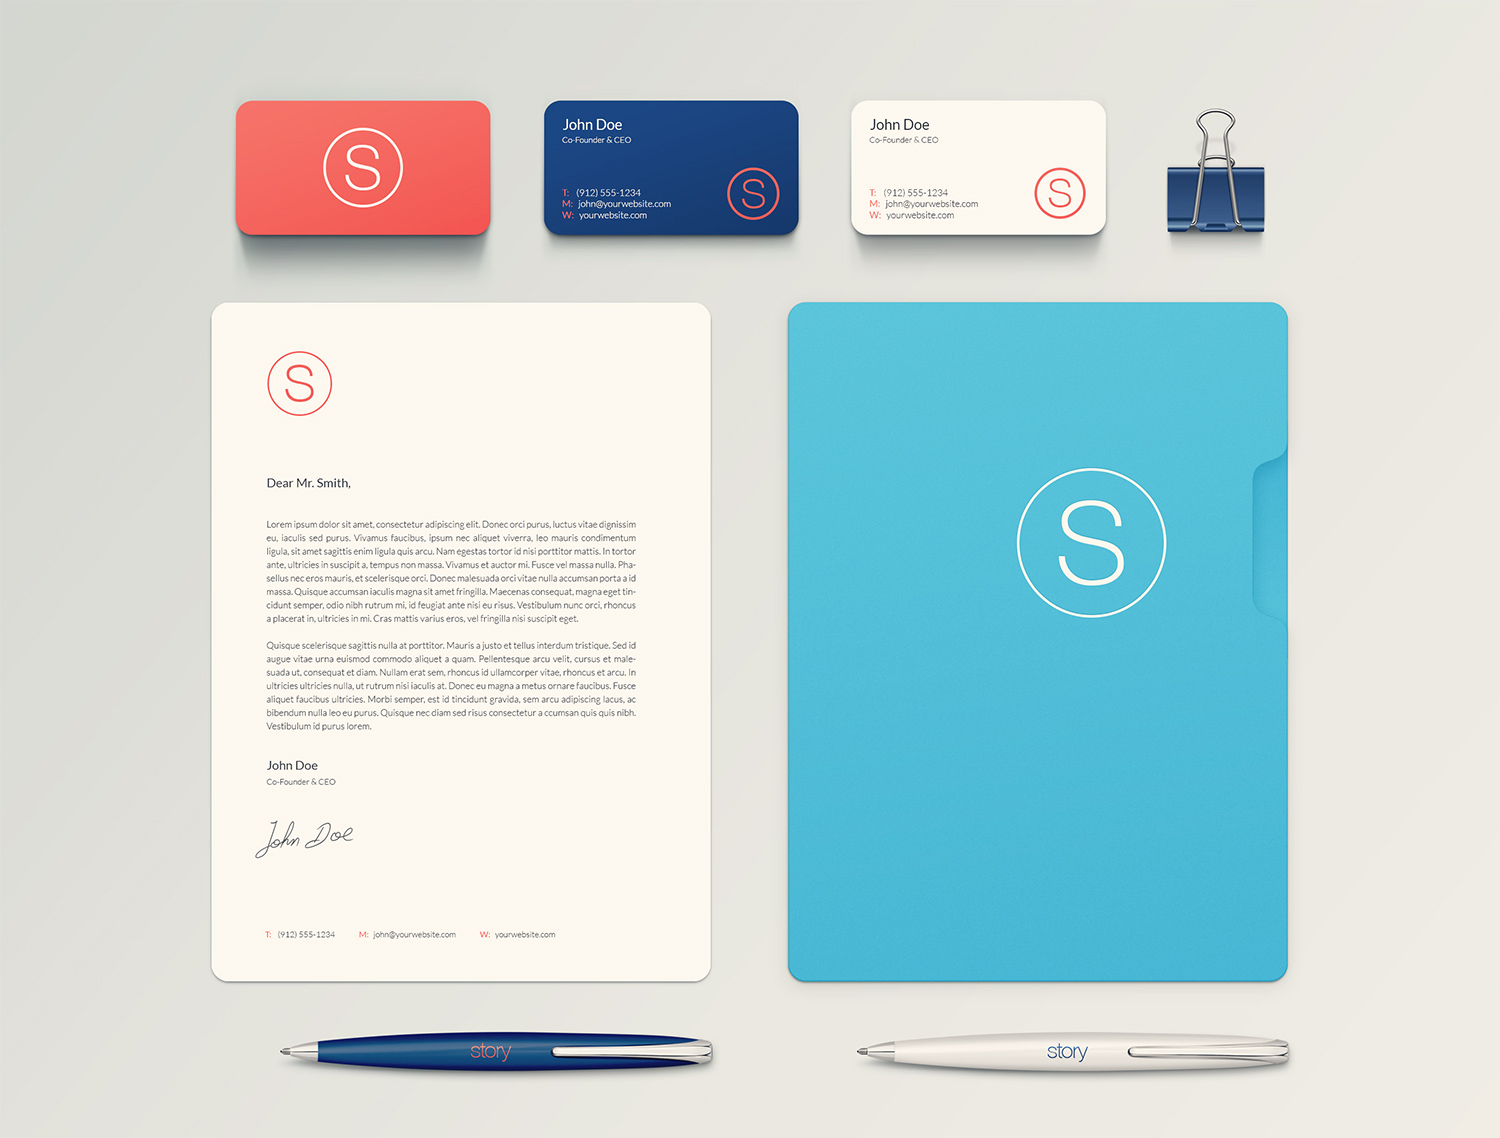 S
John Doe
Co-Founder & CEO
T: (912) 555-1234
M: john@yourwebsite.com
W: yourwebsite.com
S
John Doe
Co-Founder & CEO
T: (912) 555-1234
M: john@yourwebsite.com
W: yourwebsite.com
S
S
Dear Mr. Smith,
Lorem ipsum dolor sit amet, consectetur adipiscing elit. Donec orci purus, luctus vitae dignissim
eu, iaculis sed purus. Vivamus faucibus, ipsum nec aliquet viverra, leo mauris condimentum
ligula, sit amet sagittis enim ligula quis arcu. Nam egestas tortor id nisi porttitor mattis. In tortor
ante, ultricies in suscipit a, tempus non massa. Vivamus et auctor mi. Fusce vel massa nulla. Pha-
sellus nec eros mauris, et scelerisque orci. Donec malesuada orci vitae nulla accumsan porta a id
massa. Quisque accumsan iaculis magna sit amet fringilla. Maecenas consequat, magna eget tin-
cidunt semper, odio nibh rutrum mi, id feugiat ante nisi eu risus. Vestibulum nunc orci, rhoncus
a placerat in, ultricies in mi. Cras mattis varius eros, vel fringilla nisi suscipit eget.
Quisque scelerisque sagittis nulla at porttitor. Mauris a justo et tellus interdum tristique. Sed id
augue vitae urna euismod commodo aliquet a quam. Pellentesque arcu velit, cursus et male-
suada ut, consequat et diam. Nullam erat sem, rhoncus id ullamcorper vitae, rhoncus et arcu. In
ultricies ultricies nulla, ut rutrum nisi iaculis at. Donec eu magna a metus ornare faucibus. Fusce
aliquet faucibus ultricies. Morbi semper, est id tincidunt gravida, sem arcu adipiscing lacus, ac
bibendum nulla leo eu purus. Quisque nec diam sed risus consectetur a ccumsan quis quis nibh.
Vestibulum id purus lorem.
John Doe
Co-Founder & CEO
John Doe
T: (912) 555-1234 M: john@yourwebsite.com W: yourwebsite.com
S
story
story